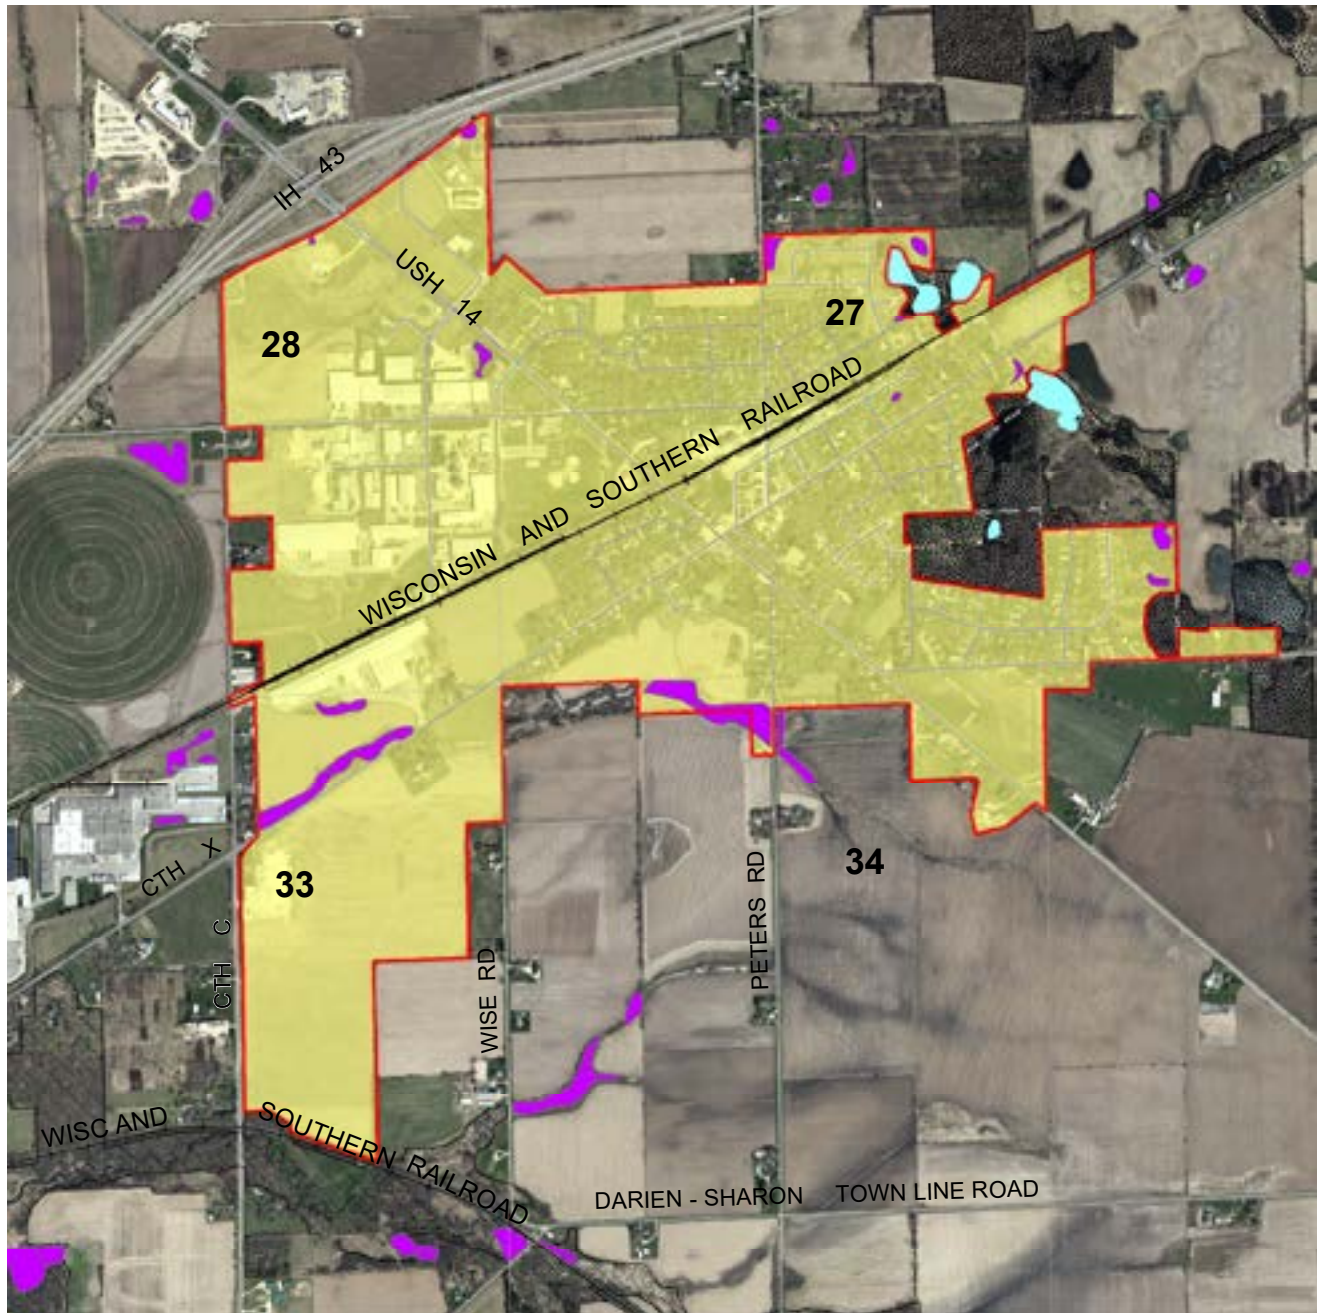 IH 43
USH 14
27
28
WISCONSIN AND SOUTHERN RAILROAD
CTH X
33
34
PETERS RD
CTH C
WISE RD
WISC AND SOUTHERN RAILROAD
DARIEN - SHARON TOWN LINE ROAD